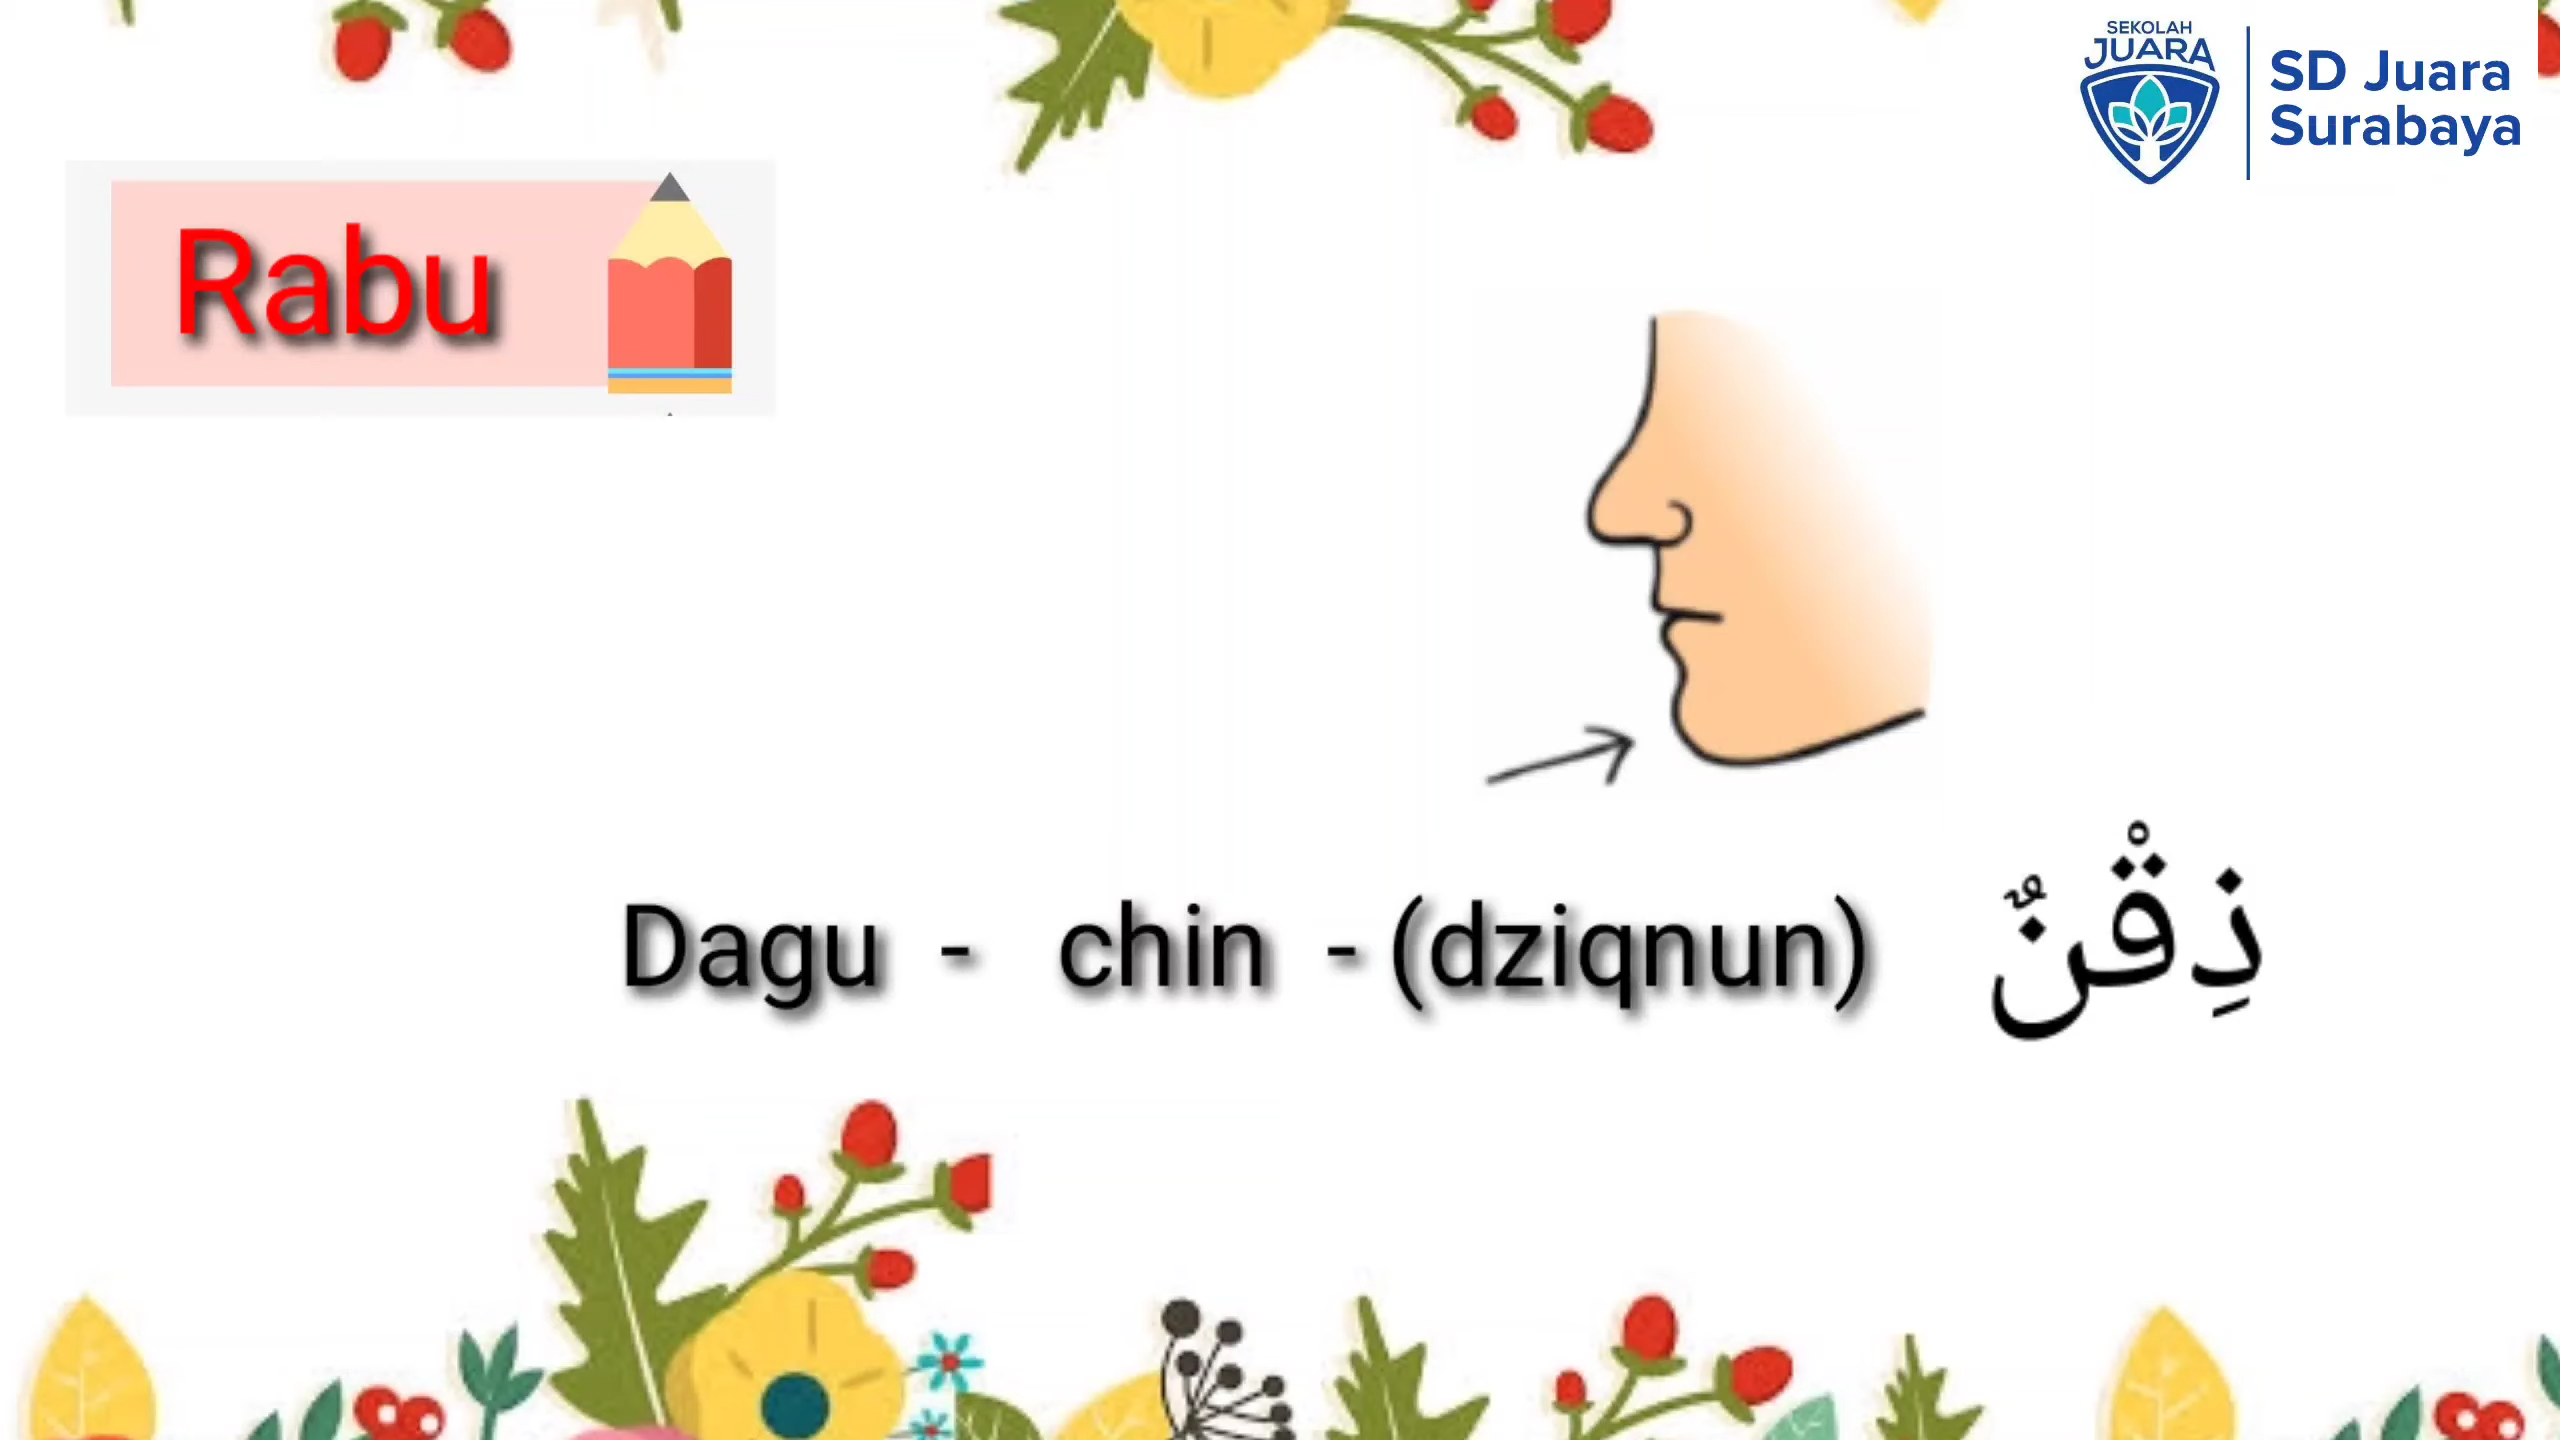 SEKOLAH
JUARA
SD Juara
Surabaya
Rabu
Dagu - chin - (dziqnun) ذِقْنٌ